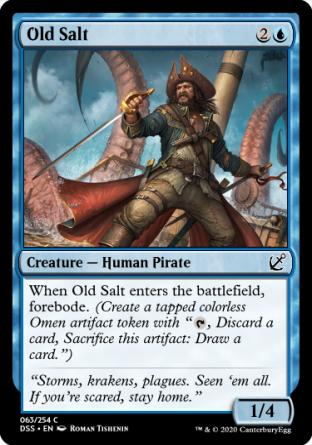 Old Salt 2
Creature — Human Pirate
When Old Salt enters the battlefield,
forebode. (Create a tapped colorless
Omen artifact token with “, Discard a
card, Sacrifice this artifact: Draw a
card.”)
“Storms, krakens, plagues. Seen ‘em all.
If you’re scared, stay home.”
1/4
063/254 C
DSS • EN Roman Tishenin
™ & © 2020 CanterburyEgg